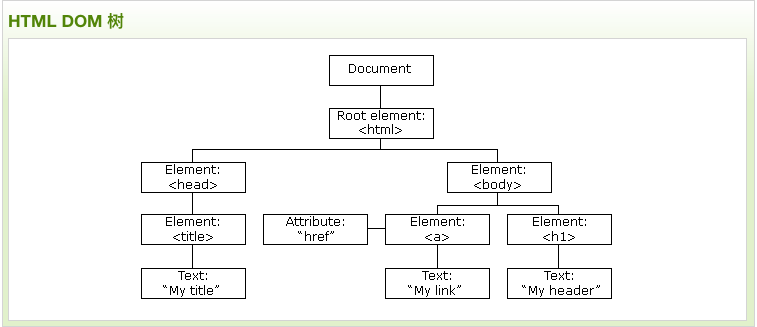 HTML DOM 树
Document
Root element:
<html>
Element:
<head>
Element:
<body>
Element:
<title>
Attribute:
“href”
Element:
<a>
Element:
<h1>
Text:
“My title”
Text:
“My link”
Text:
“My header”